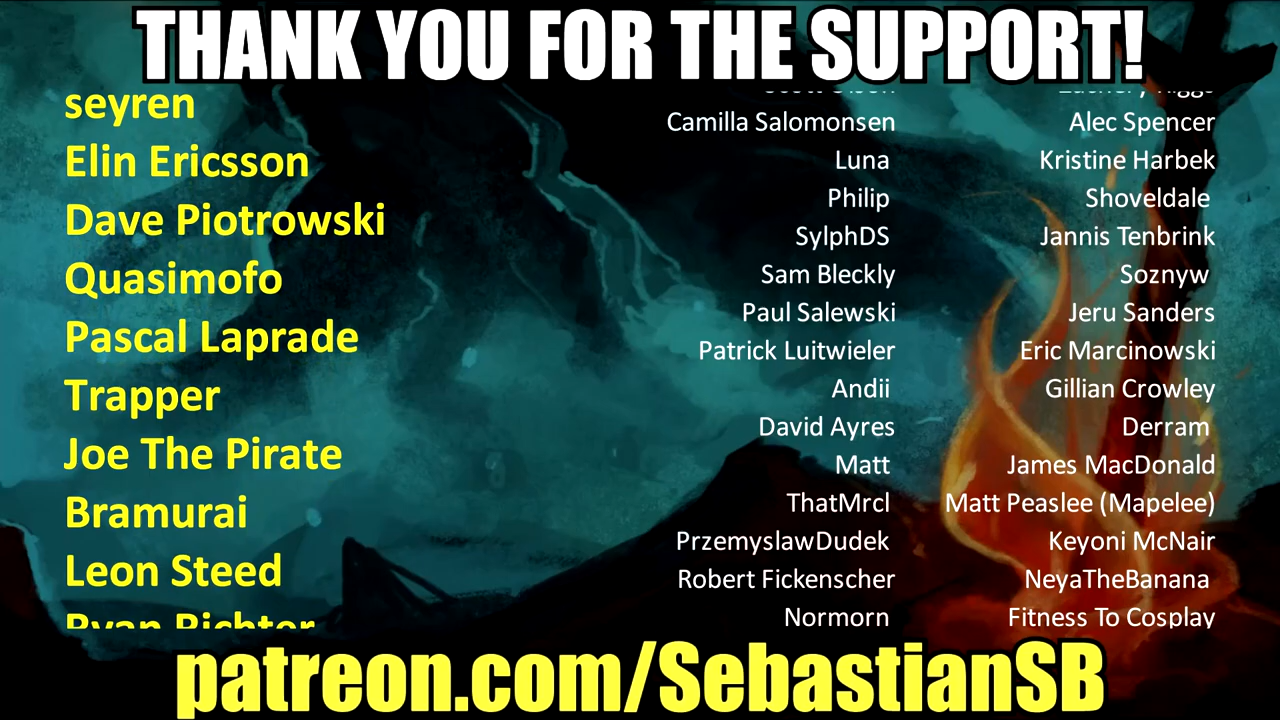 THANK YOU FOR THE SUPPORT!
seyren
Elin Ericsson
Dave Piotrowski
Quasimofo
Pascal Laprade
Trapper
Joe The Pirate
Bramurai
Leon Steed
Ryan Richter
Camilla Salomonsen
Luna
Philip
SylphDS
Sam Bleckly
Paul Salewski
Patrick Luitwieler
Andii
David Ayres
Matt
ThatMrcl
PrzemyslawDudek
Robert Fickenscher
Normorn
Alec Spencer
Kristine Harbek
Shoveldale
Jannis Tenbrink
Soznyw
Jeru Sanders
Eric Marcinowski
Gillian Crowley
Derram
James MacDonald
Matt Peaslee (Mapelee)
Keyoni McNair
NeyaTheBanana
Fitness To Cosplay
patreon.com/SebastianSB